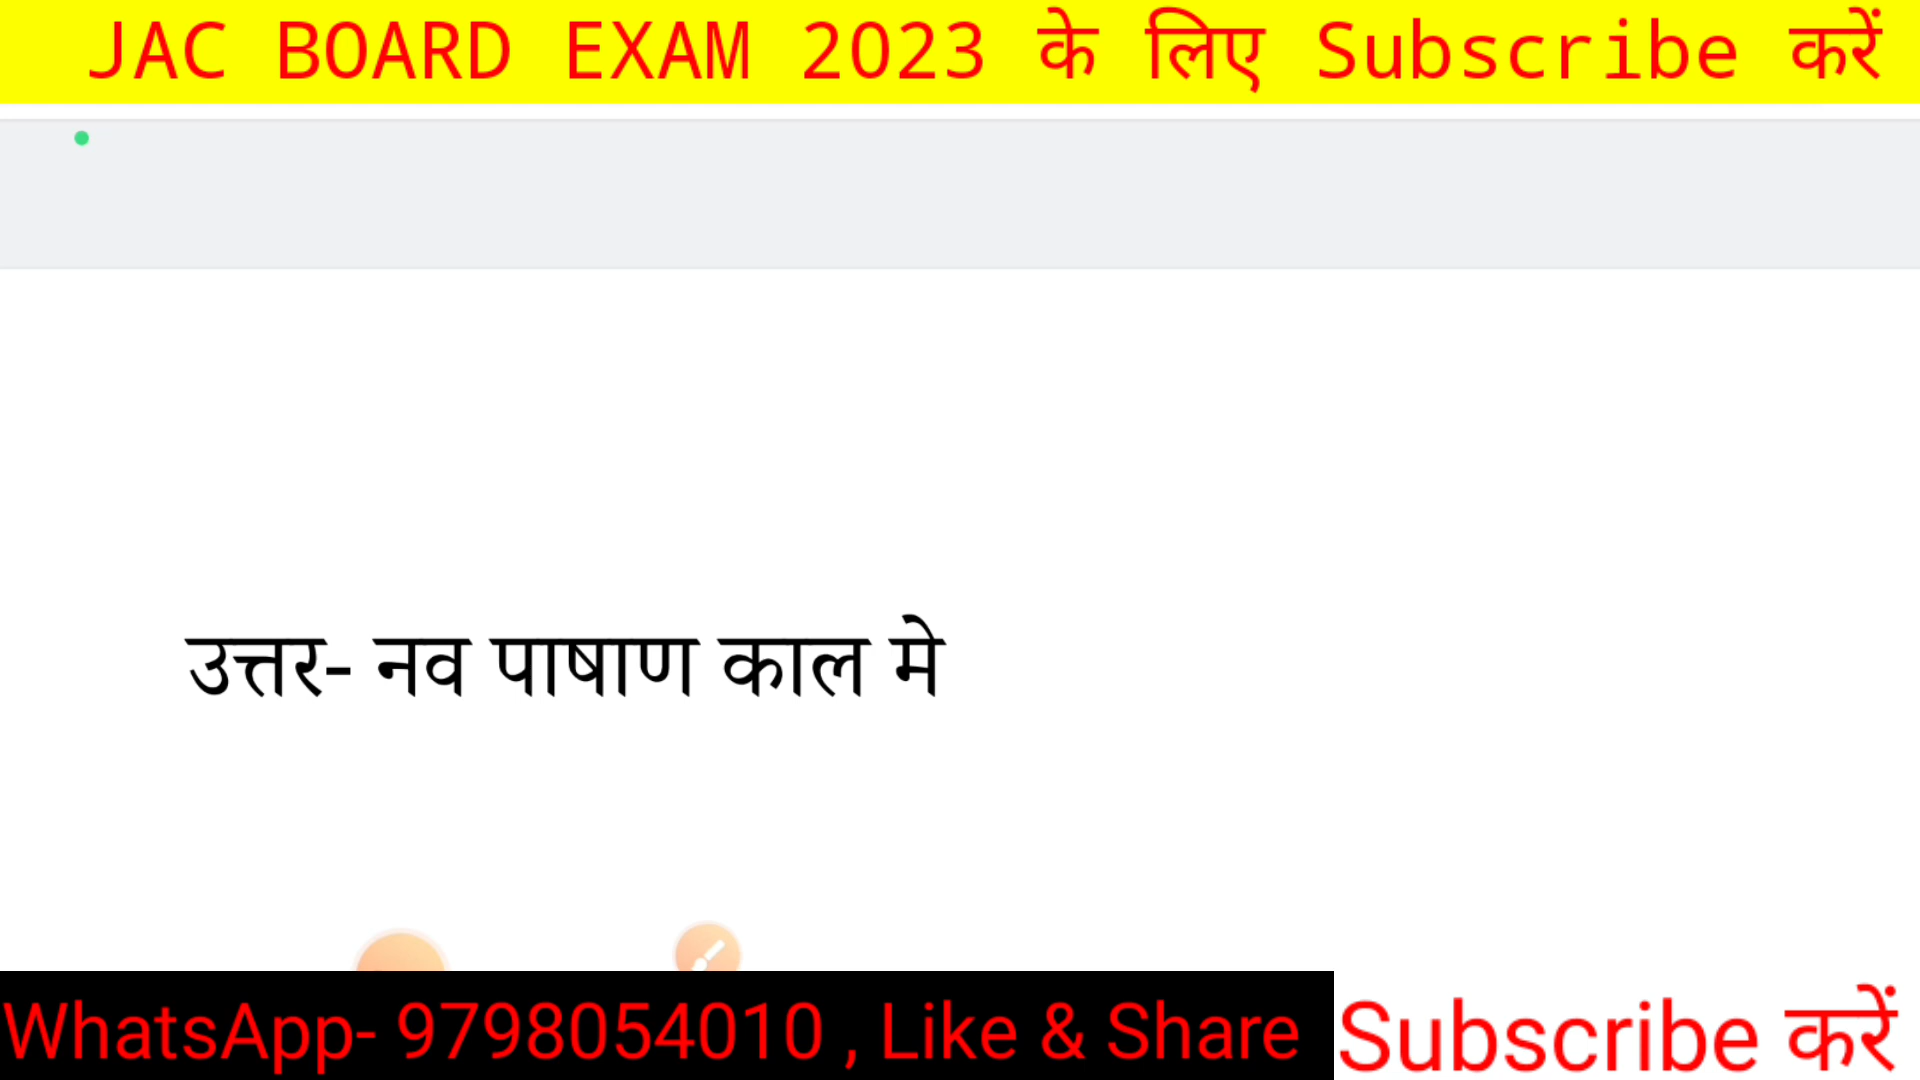 JAC BOARD EXAM 2023 के लिए Subscribe करें
उत्तर- नव पाषाण काल मे
WhatsApp- 9798054010 , Like & Share Subscribe करें